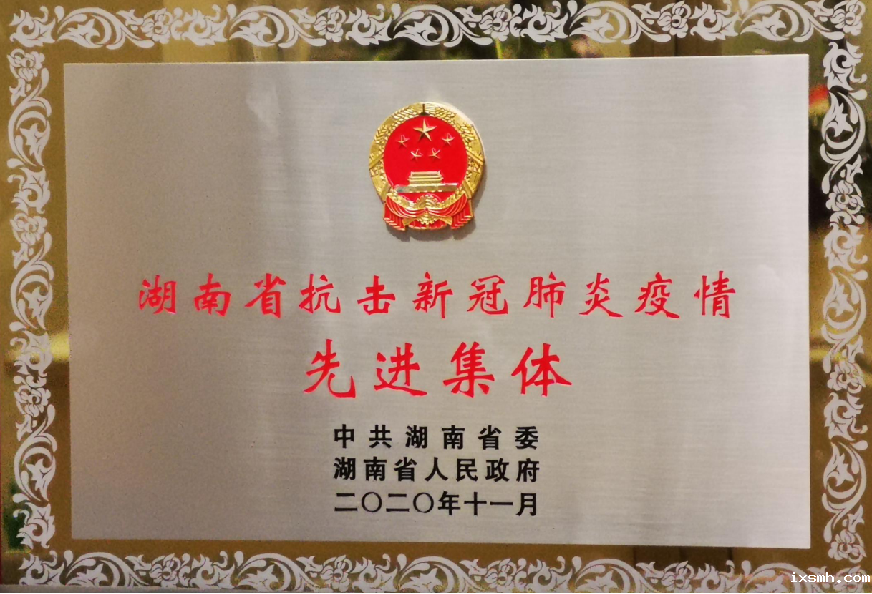 湖南省抗击新冠肺炎疫情
先进集体
中共湖南省委
湖南省人民政府
二〇二〇年十一月
ixsmh.com